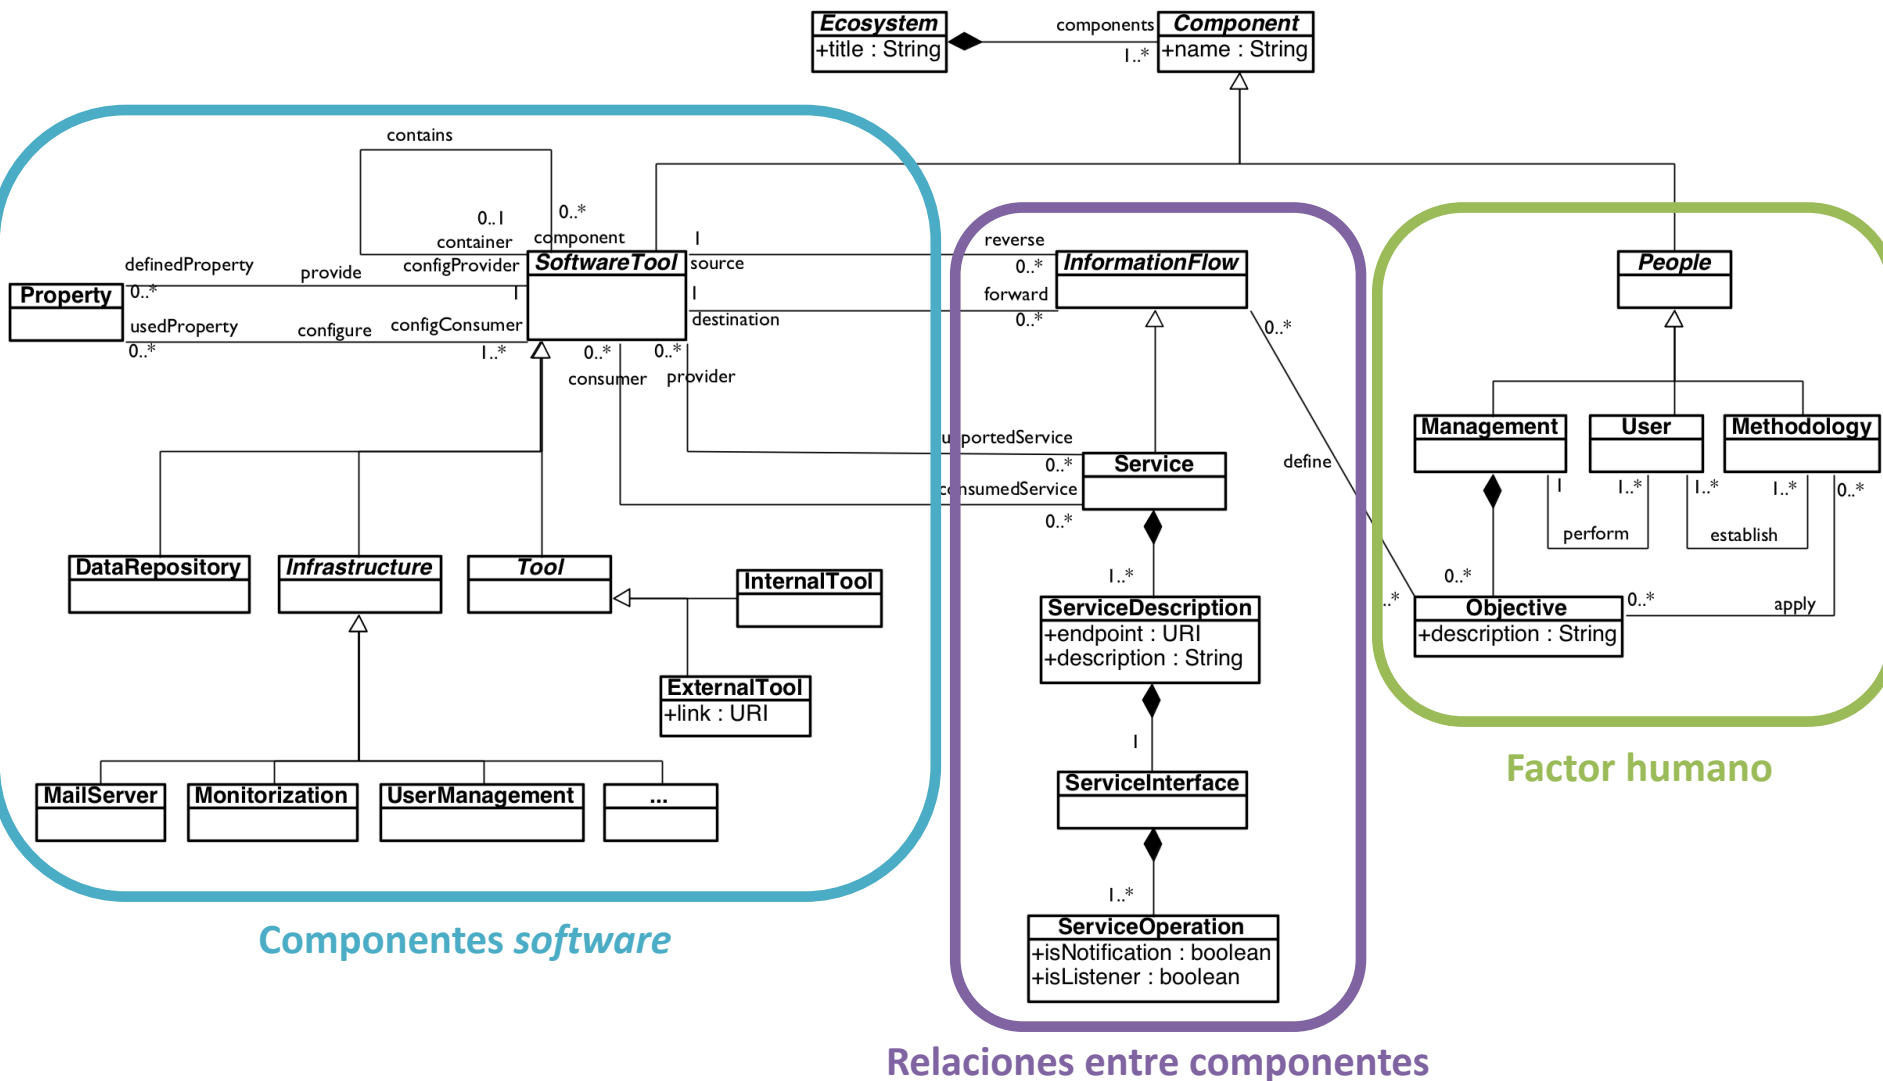 Ecosystem
+title : String
components
1..*
Component
+name : String
contains
0..1
0..*
container
component
configProvider
SoftwareTool
1
source
reverse
0..*
InformationFlow
People
definedProperty
provide
Property
0..*
1
1
destination
forward
0..*
0..*
usedProperty
configure
configConsumer
0..*
1..*
0..*
consumer
0..*
provider
Management
User
Methodology
supportedService
0..*
Service
define
consumedService
0..*
1
1..*
1..*
1..*
0..*
perform
establish
DataRepository
Infrastructure
Tool
InternalTool
1..*
0..*
ServiceDescription
+endpoint : URI
+description : String
..*
Objective
+description : String
0..*
apply
ExternalTool
+link : URI
1
ServiceInterface
MailServer
Monitorization
UserManagement
...
1..*
ServiceOperation
+isNotification : boolean
+isListener : boolean
Componentes software
Relaciones entre componentes
Factor humano